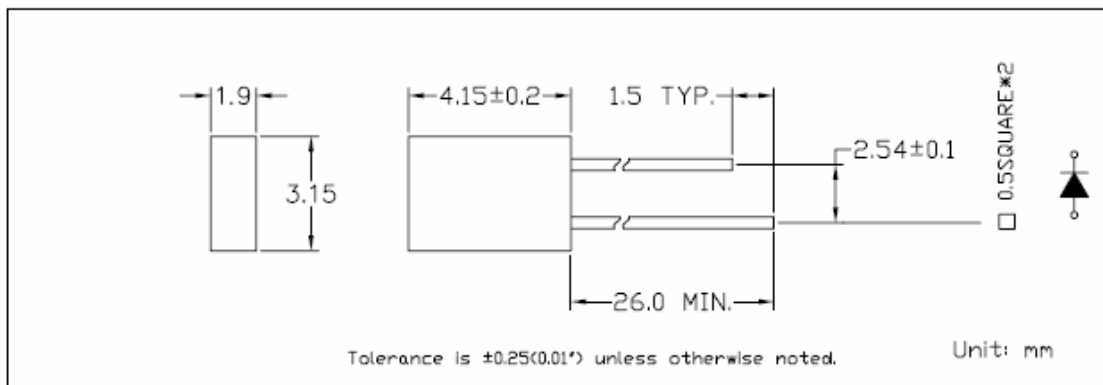 1.9
4.15±0.2
1.5 TYP.
2.54±0.1
3.15
26.0 MIN.
□ 0.5SQUARE*2
Tolerance is ±0.25(0.01") unless otherwise noted.
Unit: mm